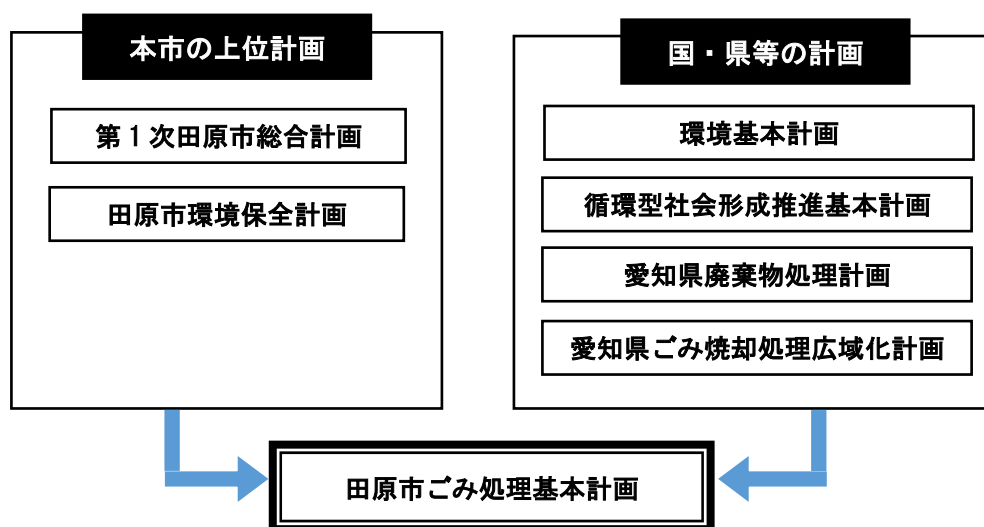 本市の上位計画
第1次田原市総合計画
田原市環境保全計画
国・県等の計画
環境基本計画
循環型社会形成推進基本計画
愛知県廃棄物処理計画
愛知県ごみ焼却処理広域化計画
田原市ごみ処理基本計画